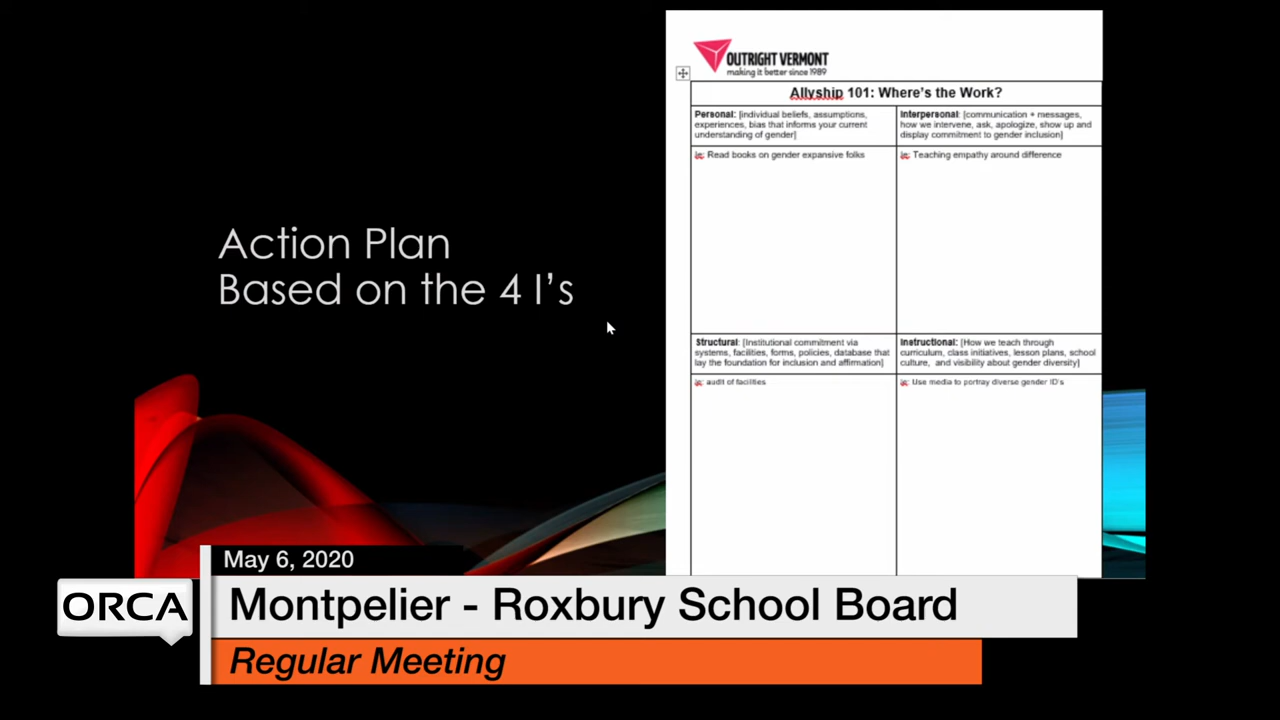 OUTRIGHT VERMONT
making it better since 1989
Allyship 101: Where's the Work?
Personal: [individual beliefs, assumptions,
experiences, bias that informs your current
understanding of gender]
Interpersonal: [communication + messages,
how we intervene, ask, apologize, show up and
display commitment to gender inclusion]
ie: Read books on gender expansive folks
ie: Teaching empathy around difference
Action Plan
Based on the 4 I's
Structural: [Institutional commitment via
systems, facilities, forms, policies, database that
lay the foundation for inclusion and affirmation]
Instructional: [How we teach through
curriculum, class initiatives, lesson plans, school
culture, and visibility about gender diversity]
ie: audit of facilities
ie: Use media to portray diverse gender ID's
May 6, 2020
ORCA
Montpelier - Roxbury School Board
Regular Meeting